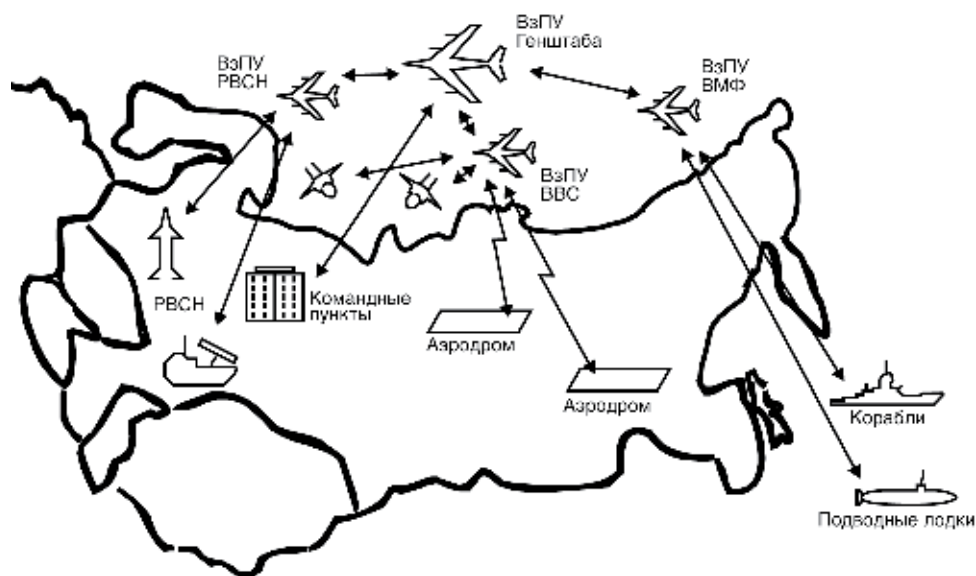 ВзПУ
Генштаба
ВзПУ
РВСН
ВзПУ
ВМФ
ВзПУ
ВВС
РВСН
Командные
пункты
Аэродром
Аэродром
Корабли
Подводные лодки